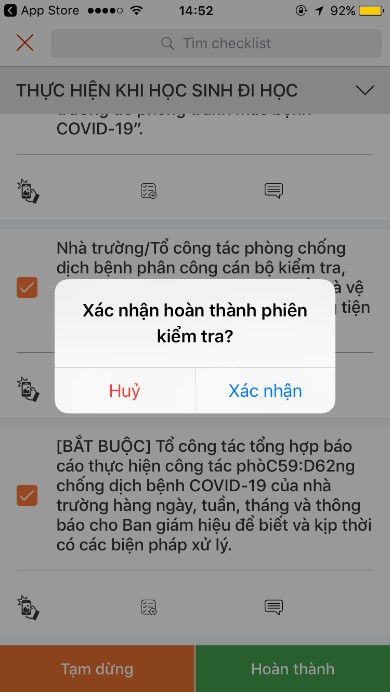 App Store 14:52 92%
Tìm checklist
THỰC HIỆN KHI HỌC SINH ĐI HỌC
COVID-19”.
Nhà trường/Tổ công tác phòng chống
dịch bệnh phân công cán bộ kiểm tra,
và vệ
g tiện
Xác nhận hoàn thành phiên
kiểm tra?
Huỷ Xác nhận
[BẮT BUỘC] Tổ công tác tổng hợp báo
cáo thực hiện công tác phòC59:D62ng
chống dịch bệnh COVID-19 của nhà
trường hàng ngày, tuần, tháng và thông
báo cho Ban giám hiệu để biết và kịp thời
có các biện pháp xử lý.
Tạm dừng Hoàn thành